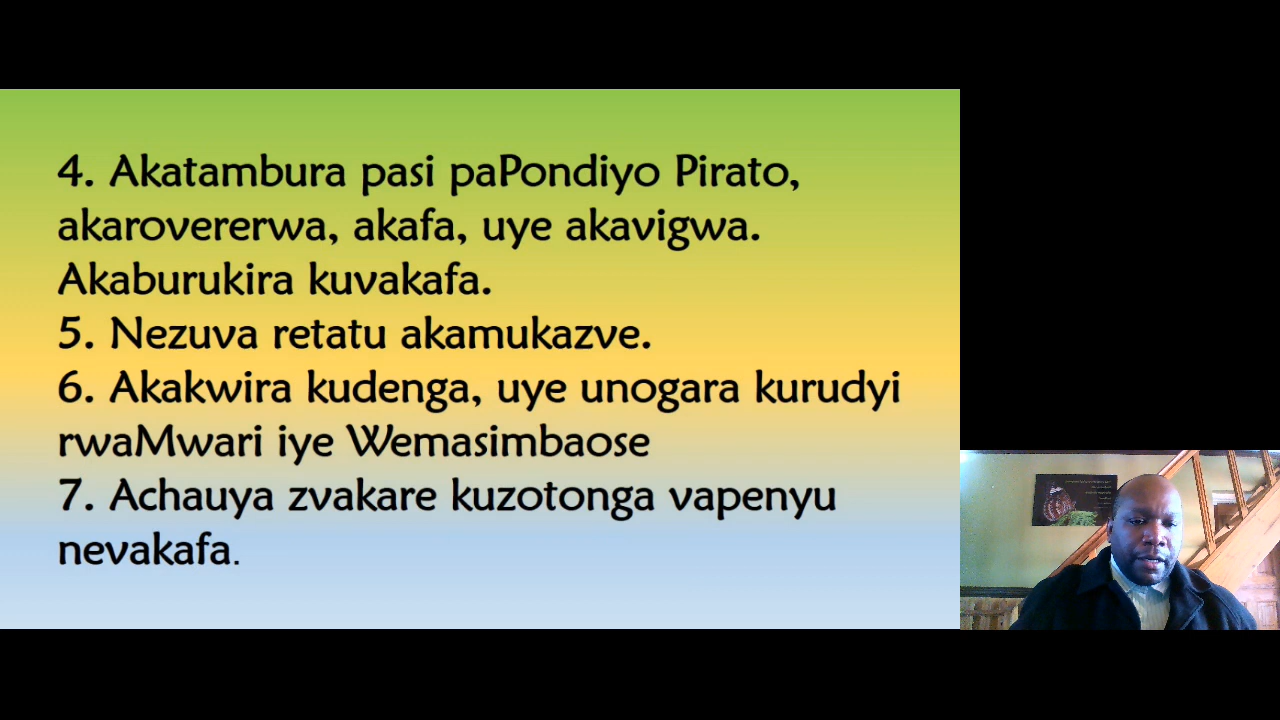 4. Akatambura pasi paPondiyo Pirato,
akarovererwa, akafa, uye akavigwa.
Akaburukira kuvakafa.
5. Nezuva retatu akamukazve.
6. Akakwira kudenga, uye unogara kurudyi
rwaMwari iye Wemasimbaose
7. Achauya zvakare kuzotonga vapenyu
nevakafa.